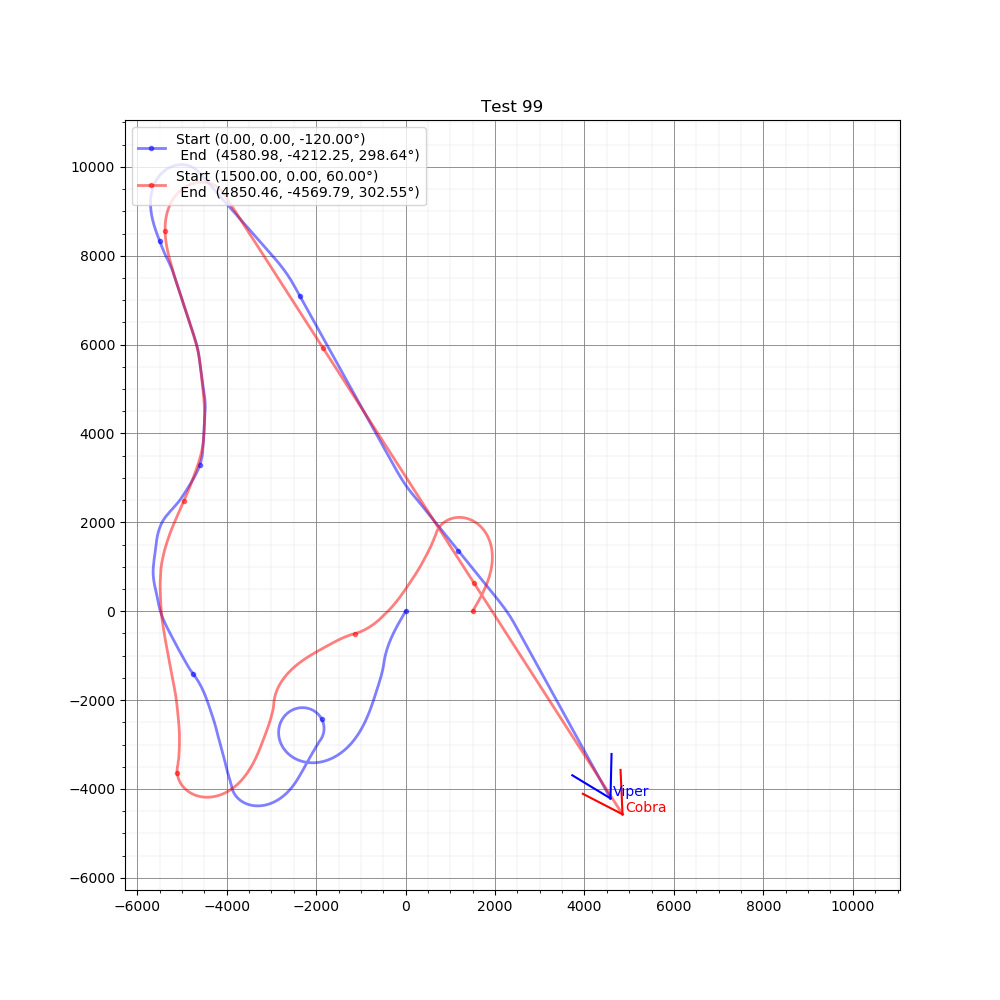 Test 99
Start (0.00, 0.00, -120.00°)
End (4580.98, -4212.25, 298.64°)
Start (1500.00, 0.00, 60.00°)
End (4850.46, -4569.79, 302.55°)
10000
8000
6000
4000
2000
0
−2000
−4000
−6000
Viper
Cobra
−6000 −4000 −2000 0 2000 4000 6000 8000 10000